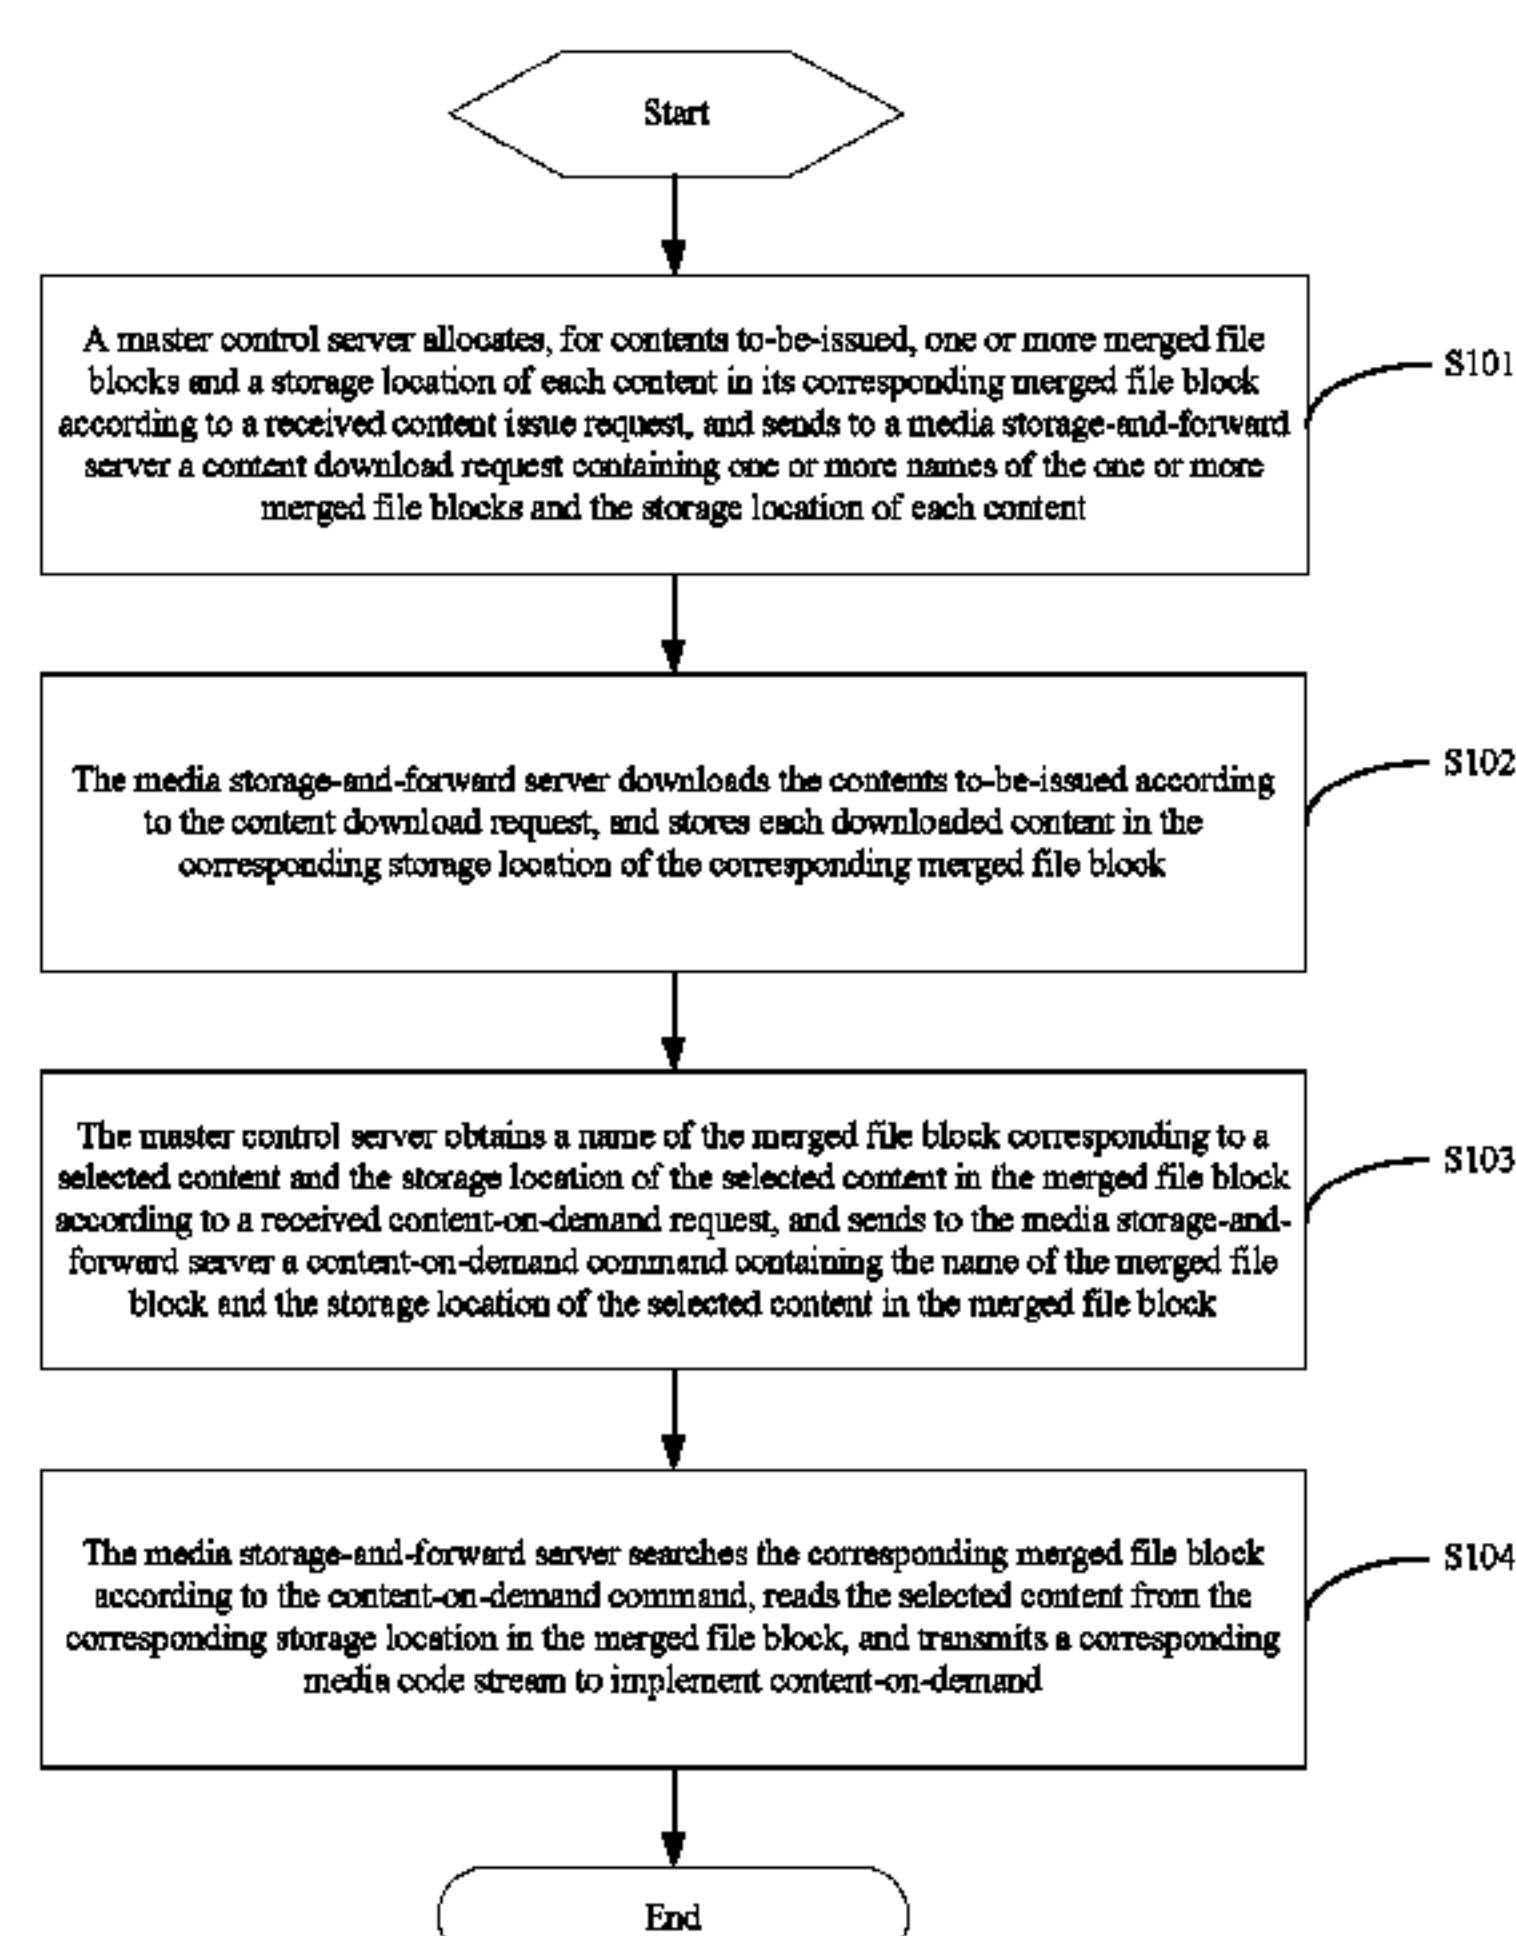 Start
A master control server allocates, for contents to-be-issued, one or more merged file
blocks and a storage location of each content in its corresponding merged file block
according to a received content issue request, and sends to a media storage-and-forward
server a content download request containing one or more names of the one or more
merged file blocks and the storage location of each content
S101
The media storage-and-forward server downloads the contents to-be-issued according
to the content download request, and stores each downloaded content in the
corresponding storage location of the corresponding merged file block
S102
The master control server obtains a name of the merged file block corresponding to a
selected content and the storage location of the selected content in the merged file block
according to a received content-on-demand request, and sends to the media storage-and-
forward server a content-on-demand command containing the name of the merged file
block and the storage location of the selected content in the merged file block
S103
The media storage-and-forward server searches the corresponding merged file block
according to the content-on-demand command, reads the selected content from the
corresponding storage location in the merged file block, and transmits a corresponding
media code stream to implement content-on-demand
S104
End